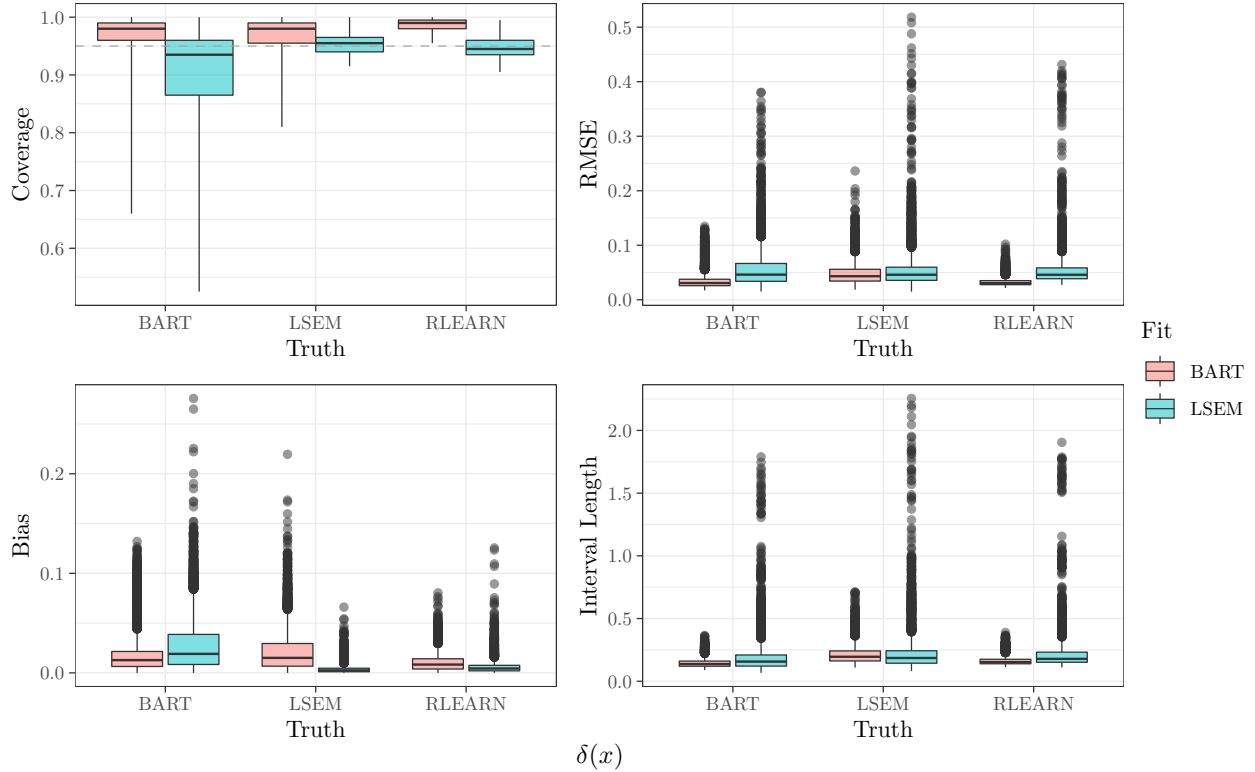 1.0
0.9
0.8
0.7
0.6
Coverage
BART LSEM RLEARN
Truth
0.5
0.4
0.3
0.2
0.1
0.0
RMSE
BART LSEM RLEARN
Truth
0.2
0.1
0.0
Bias
BART LSEM RLEARN
Truth
2.0
1.5
1.0
0.5
0.0
Interval Length
BART LSEM RLEARN
Truth
Fit
BART
LSEM
δ(x)